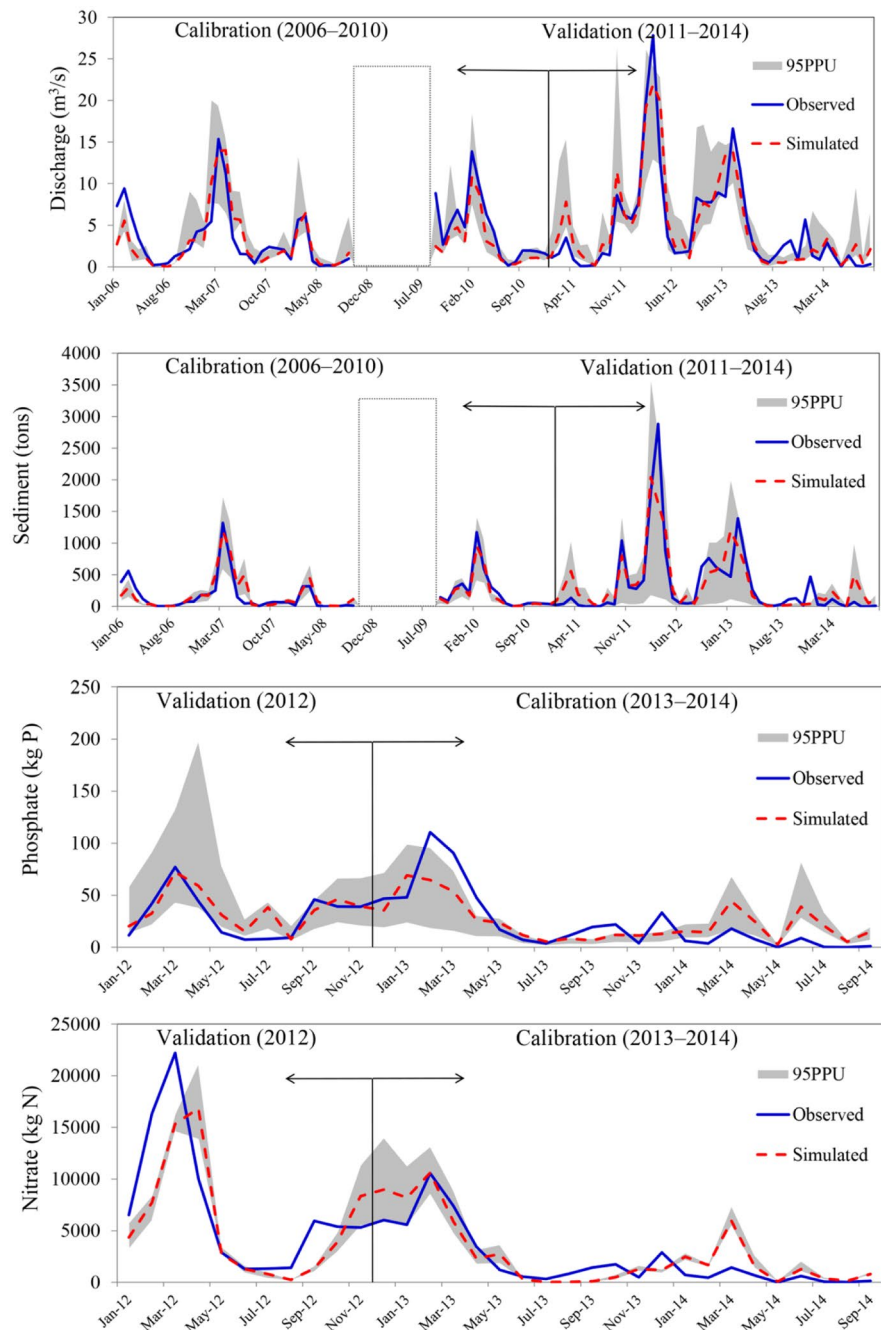 Calibration (2006–2010) Validation (2011–2014)
Discharge (m³/s)
30
25
20
15
10
5
0
95PPU
Observed
Simulated
Jan-06 Aug-06 Mar-07 Oct-07 May-08 Dec-08 Jul-09 Feb-10 Sep-10 Apr-11 Nov-11 Jun-12 Jan-13 Aug-13 Mar-14
Calibration (2006–2010) Validation (2011–2014)
Sediment (tons)
4000
3500
3000
2500
2000
1500
1000
500
0
95PPU
Observed
Simulated
Jan-06 Aug-06 Mar-07 Oct-07 May-08 Dec-08 Jul-09 Feb-10 Sep-10 Apr-11 Nov-11 Jun-12 Jan-13 Aug-13 Mar-14
Validation (2012) Calibration (2013–2014)
Phosphate (kg P)
250
200
150
100
50
0
95PPU
Observed
Simulated
Jan-12 Mar-12 May-12 Jul-12 Sep-12 Nov-12 Jan-13 Mar-13 May-13 Jul-13 Sep-13 Nov-13 Jan-14 Mar-14 May-14 Jul-14 Sep-14
Validation (2012) Calibration (2013–2014)
Nitrate (kg N)
25000
20000
15000
10000
5000
0
95PPU
Observed
Simulated
Jan-12 Mar-12 May-12 Jul-12 Sep-12 Nov-12 Jan-13 Mar-13 May-13 Jul-13 Sep-13 Nov-13 Jan-14 Mar-14 May-14 Jul-14 Sep-14